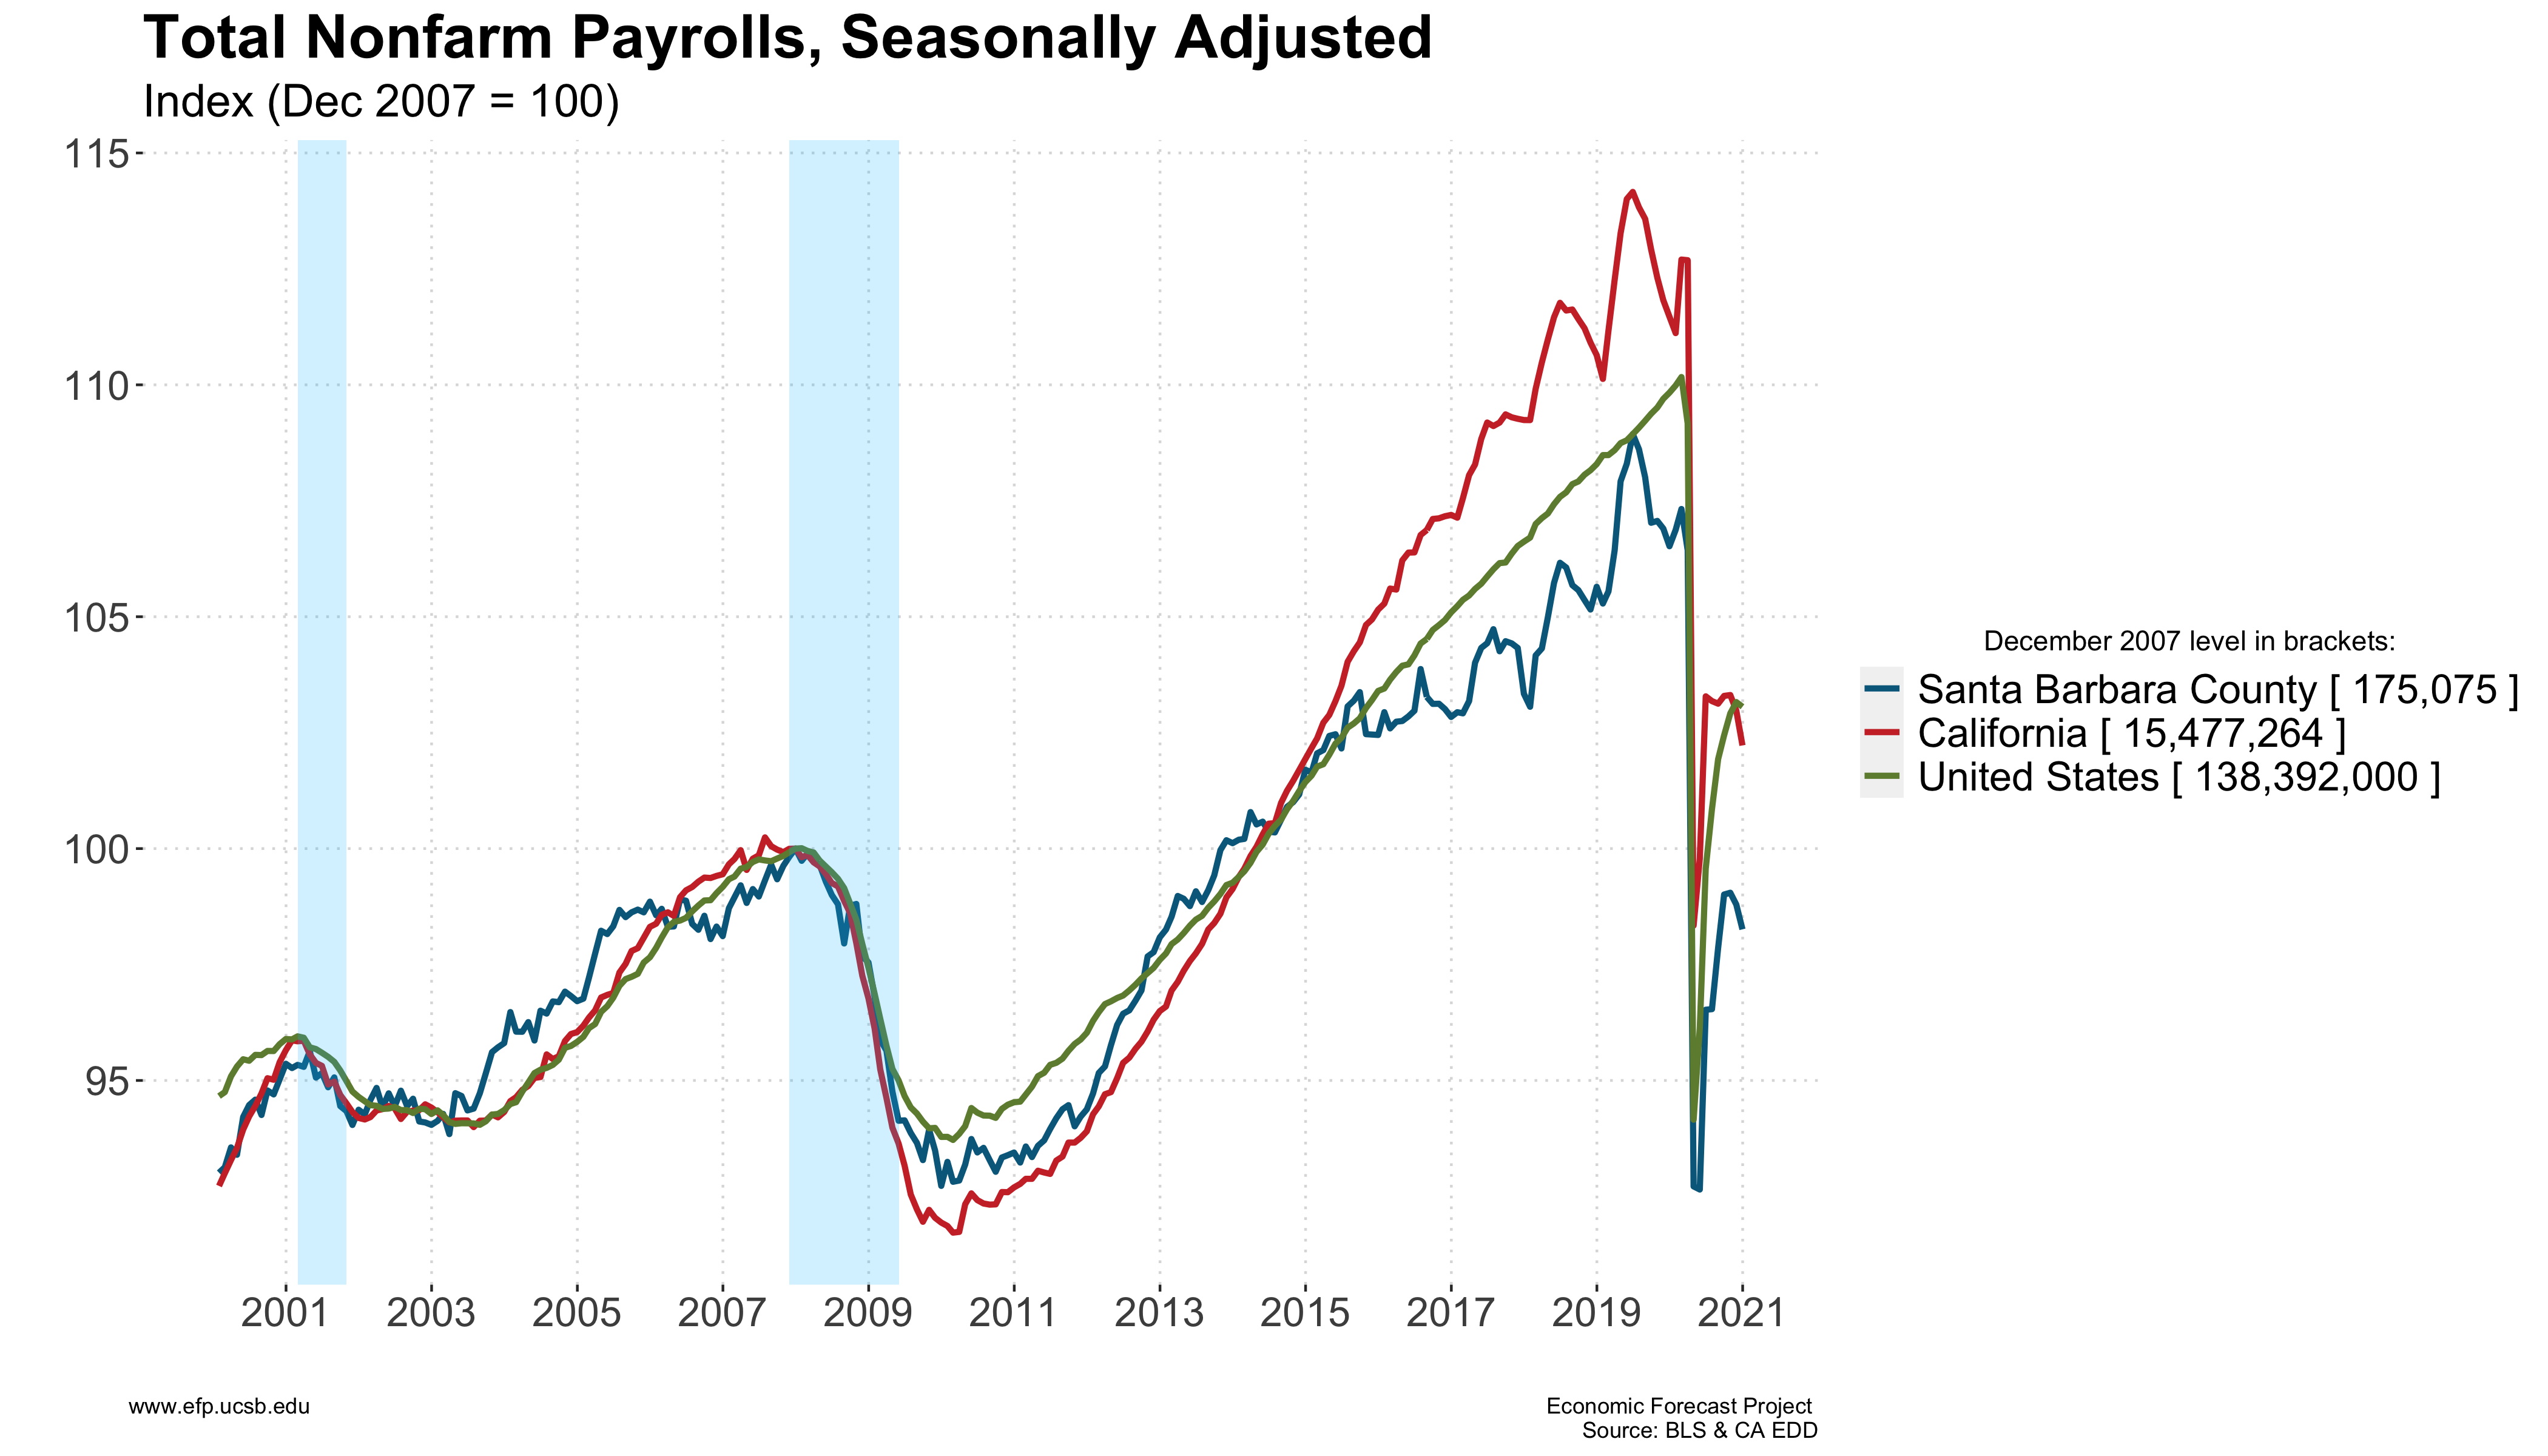 Total Nonfarm Payrolls, Seasonally Adjusted
Index (Dec 2007 = 100)
115
110
105
100
95
2001 2003 2005 2007 2009 2011 2013 2015 2017 2019 2021
December 2007 level in brackets:
Santa Barbara County [ 175,075 ]
California [ 15,477,264 ]
United States [ 138,392,000 ]
www.efp.ucsb.edu
Economic Forecast Project
Source: BLS & CA EDD